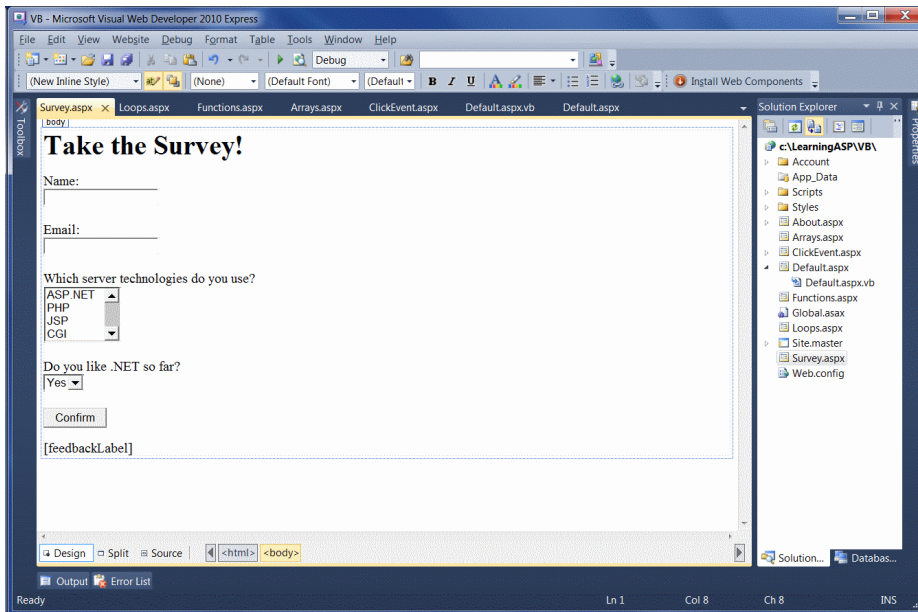 VB - Microsoft Visual Web Developer 2010 Express
File Edit View Website Debug Format Table Tools Window Help
Debug
(New Inline Style) (None) (Default Font) (Default B I U A Install Web Components
Survey.aspx Loops.aspx Functions.aspx Arrays.aspx ClickEvent.aspx Default.aspx.vb Default.aspx
Toolbox
body
Take the Survey!
Name:
Email:
Which server technologies do you use?
ASP.NET
PHP
JSP
CGI
Do you like .NET so far?
Yes
Confirm
[feedbackLabel]
Design Split Source <html> <body>
Solution Explorer
Properties
c:\LearningASP\VB\
Account
App_Data
Scripts
Styles
About.aspx
Arrays.aspx
ClickEvent.aspx
Default.aspx
Default.aspx.vb
Functions.aspx
Global.asax
Loops.aspx
Site.master
Survey.aspx
Web.config
Solution... Databas...
Output Error List
Ready Ln 1 Col 8 Ch 8 INS